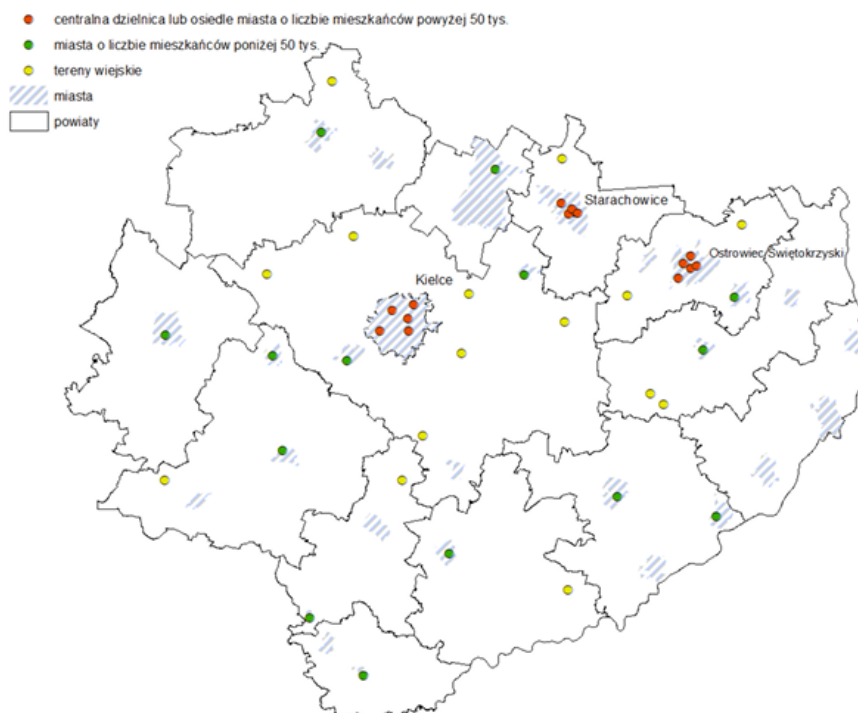 centralna dzielnica lub osiedle miasta o liczbie mieszkańców powyżej 50 tys.
miasta o liczbie mieszkańców poniżej 50 tys.
tereny wiejskie
miasta
powiaty
Starachowice
Ostrowiec Świętokrzyski
Kielce